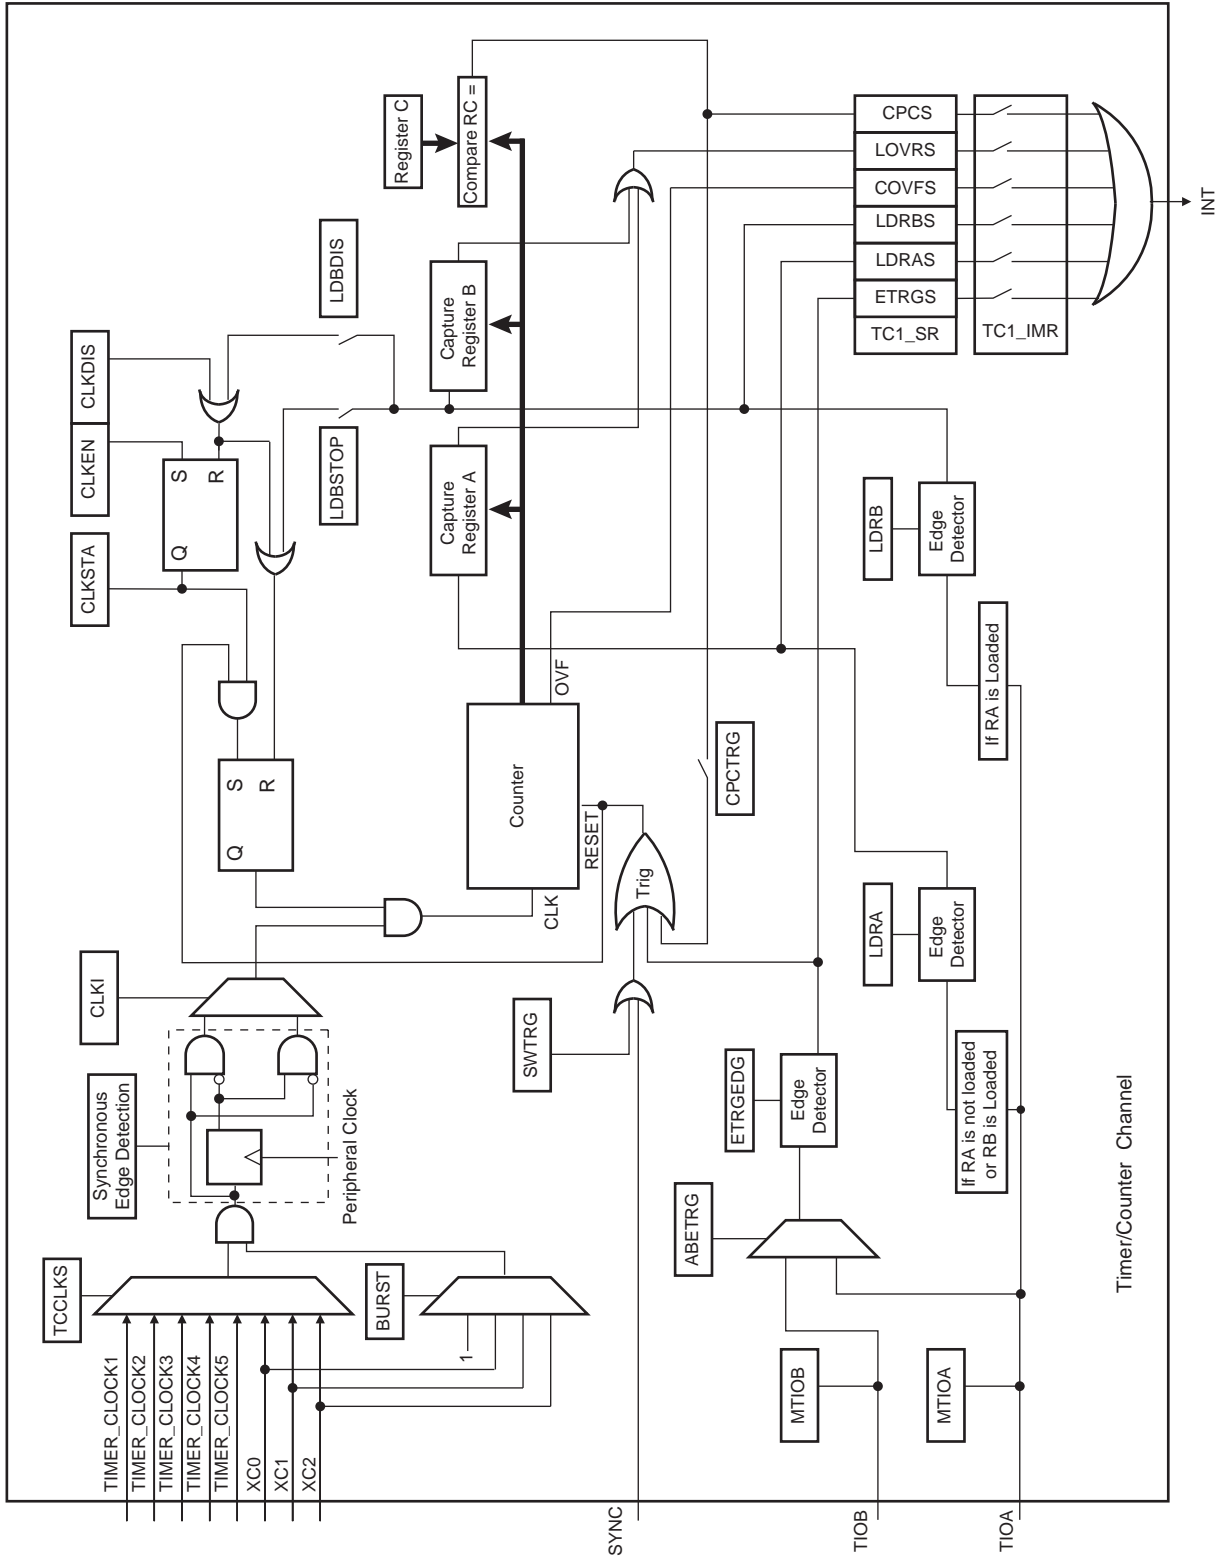 TCCLKS
TIMER_CLOCK1
TIMER_CLOCK2
TIMER_CLOCK3
TIMER_CLOCK4
TIMER_CLOCK5
XC0
XC1
XC2
Synchronous
Edge Detection
CLKI
CLKSTA
CLKEN
CLKDIS
Q
S
R
Q
S
R
BURST
1
Peripheral Clock
LDBSTOP
LDBDIS
Register C
Capture
Register A
Capture
Register B
Compare RC =
Counter
CLK
OVF
RESET
SYNC
SWTRG
Trig
CPCTRG
ABETRG
ETRGEDG
Edge
Detector
MTIOB
TIOB
MTIOA
TIOA
LDRA
Edge
Detector
If RA is not loaded
or RB is Loaded
LDRB
Edge
Detector
If RA is Loaded
CPCS
LOVRS
COVFS
LDRBS
LDRAS
ETRGS
TC1_SR
TC1_IMR
INT
Timer/Counter Channel